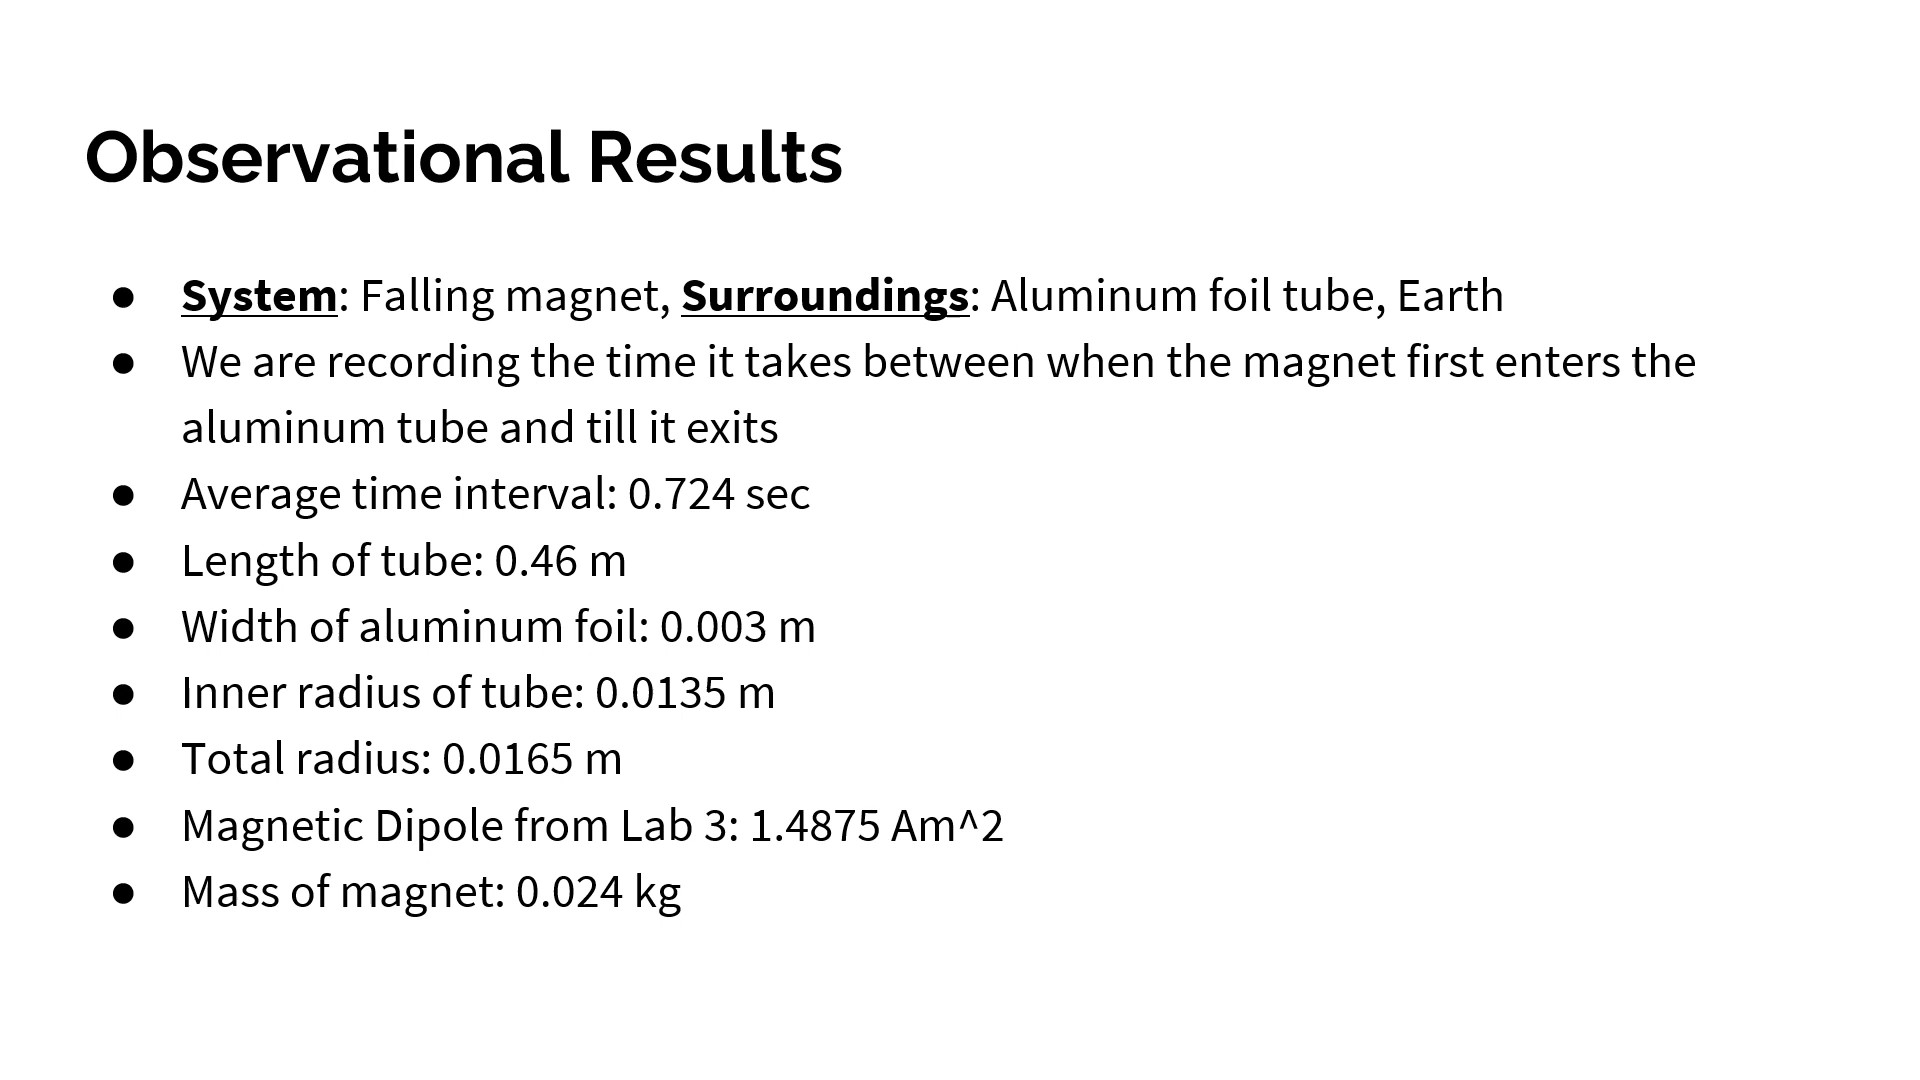 Observational Results
● System: Falling magnet, Surroundings: Aluminum foil tube, Earth
● We are recording the time it takes between when the magnet first enters the
aluminum tube and till it exits
● Average time interval: 0.724 sec
● Length of tube: 0.46 m
● Width of aluminum foil: 0.003 m
● Inner radius of tube: 0.0135 m
● Total radius: 0.0165 m
● Magnetic Dipole from Lab 3: 1.4875 Am^2
● Mass of magnet: 0.024 kg